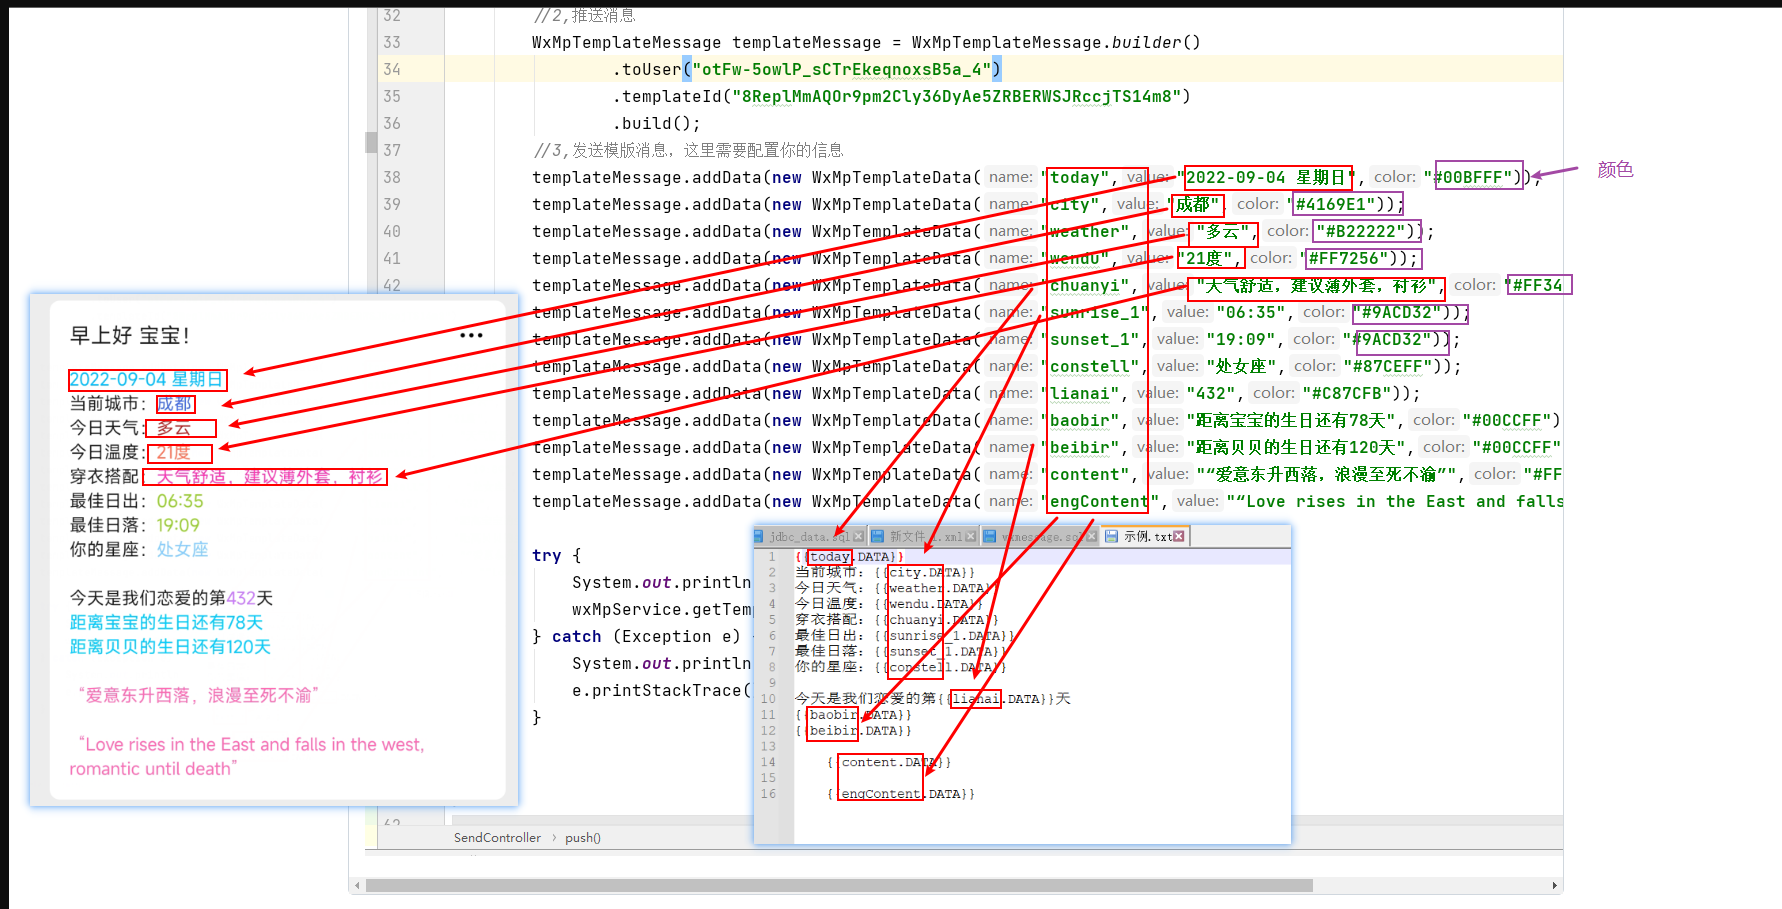 32 //2,推送消息
33 WxMpTemplateMessage templateMessage = WxMpTemplateMessage.builder()
34 .toUser("otFw-5owlP_sCTrEkeqnoxsB5a_4")
35 .templateId("8ReplMmAQOr9pm2Cly36DyAe5ZRBERWSJRccjTS14m8")
36 .build();
37 //3,发送模版消息，这里需要配置你的信息
38 templateMessage.addData(new WxMpTemplateData( name: "today", value: "2022-09-04 星期日", color: "#00BFFF"));
颜色
39 templateMessage.addData(new WxMpTemplateData( name: "city", value: "成都", color: "#4169E1"));
40 templateMessage.addData(new WxMpTemplateData( name: "weather", value: "多云", color: "#B22222"));
41 templateMessage.addData(new WxMpTemplateData( name: "wendu", value: "21度", color: "#FF7256"));
42 templateMessage.addData(new WxMpTemplateData( name: "chuanyi", value: "天气舒适，建议薄外套，衬衫", color: "#FF34
templateMessage.addData(new WxMpTemplateData( name: "sunrise_1", value: "06:35", color: "#9ACD32"));
templateMessage.addData(new WxMpTemplateData( name: "sunset_1", value: "19:09", color: "#9ACD32"));
templateMessage.addData(new WxMpTemplateData( name: "constell", value: "处女座", color: "#87CEFF"));
templateMessage.addData(new WxMpTemplateData( name: "lianai", value: "432", color: "#C87CFB"));
templateMessage.addData(new WxMpTemplateData( name: "baobir", value: "距离宝宝的生日还有78天", color: "#00CCFF")
templateMessage.addData(new WxMpTemplateData( name: "beibir", value: "距离贝贝的生日还有120天", color: "#00CCFF"
templateMessage.addData(new WxMpTemplateData( name: "content", value: "“爱意东升西落，浪漫至死不渝”", color: "#FF
templateMessage.addData(new WxMpTemplateData( name: "engContent", value: "“Love rises in the East and falls
try {
System.out.println
wxMpService.getTem
} catch (Exception e)
System.out.println
e.printStackTrace(
}
62
SendController › push()
早上好 宝宝！
•••
2022-09-04 星期日
当前城市：成都
今日天气：多云
今日温度：21度
穿衣搭配：天气舒适，建议薄外套，衬衫
最佳日出：06:35
最佳日落：19:09
你的星座：处女座
今天是我们恋爱的第432天
距离宝宝的生日还有78天
距离贝贝的生日还有120天
“爱意东升西落，浪漫至死不渝”
“Love rises in the East and falls in the west,
romantic until death”
jdbc_data.sql 新文件 1.xml wxmessage.sql 示例.txt
1 {{today.DATA}}
2 当前城市：{{city.DATA}}
3 今日天气：{{weather.DATA}}
4 今日温度：{{wendu.DATA}}
5 穿衣搭配：{{chuanyi.DATA}}
6 最佳日出：{{sunrise_1.DATA}}
7 最佳日落：{{sunset_1.DATA}}
8 你的星座：{{constell.DATA}}
9
10 今天是我们恋爱的第{{lianai.DATA}}天
11 {{baobir.DATA}}
12 {{beibir.DATA}}
13
14 {{content.DATA}}
15
16 {{engContent.DATA}}